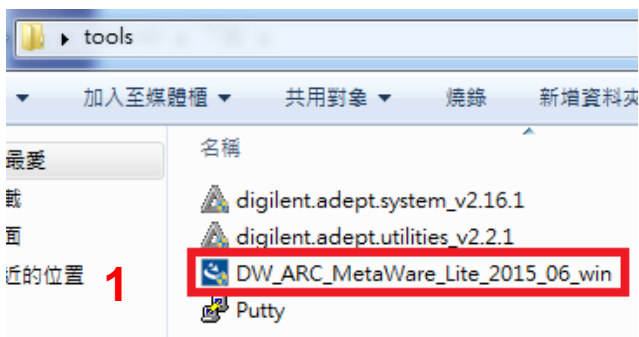 tools
加入至媒體櫃 共用對象 燒錄 新增資料夾
最愛
名稱
載
digilent.adept.system_v2.16.1
面
digilent.adept.utilities_v2.2.1
近的位置
1
DW_ARC_MetaWare_Lite_2015_06_win
Putty